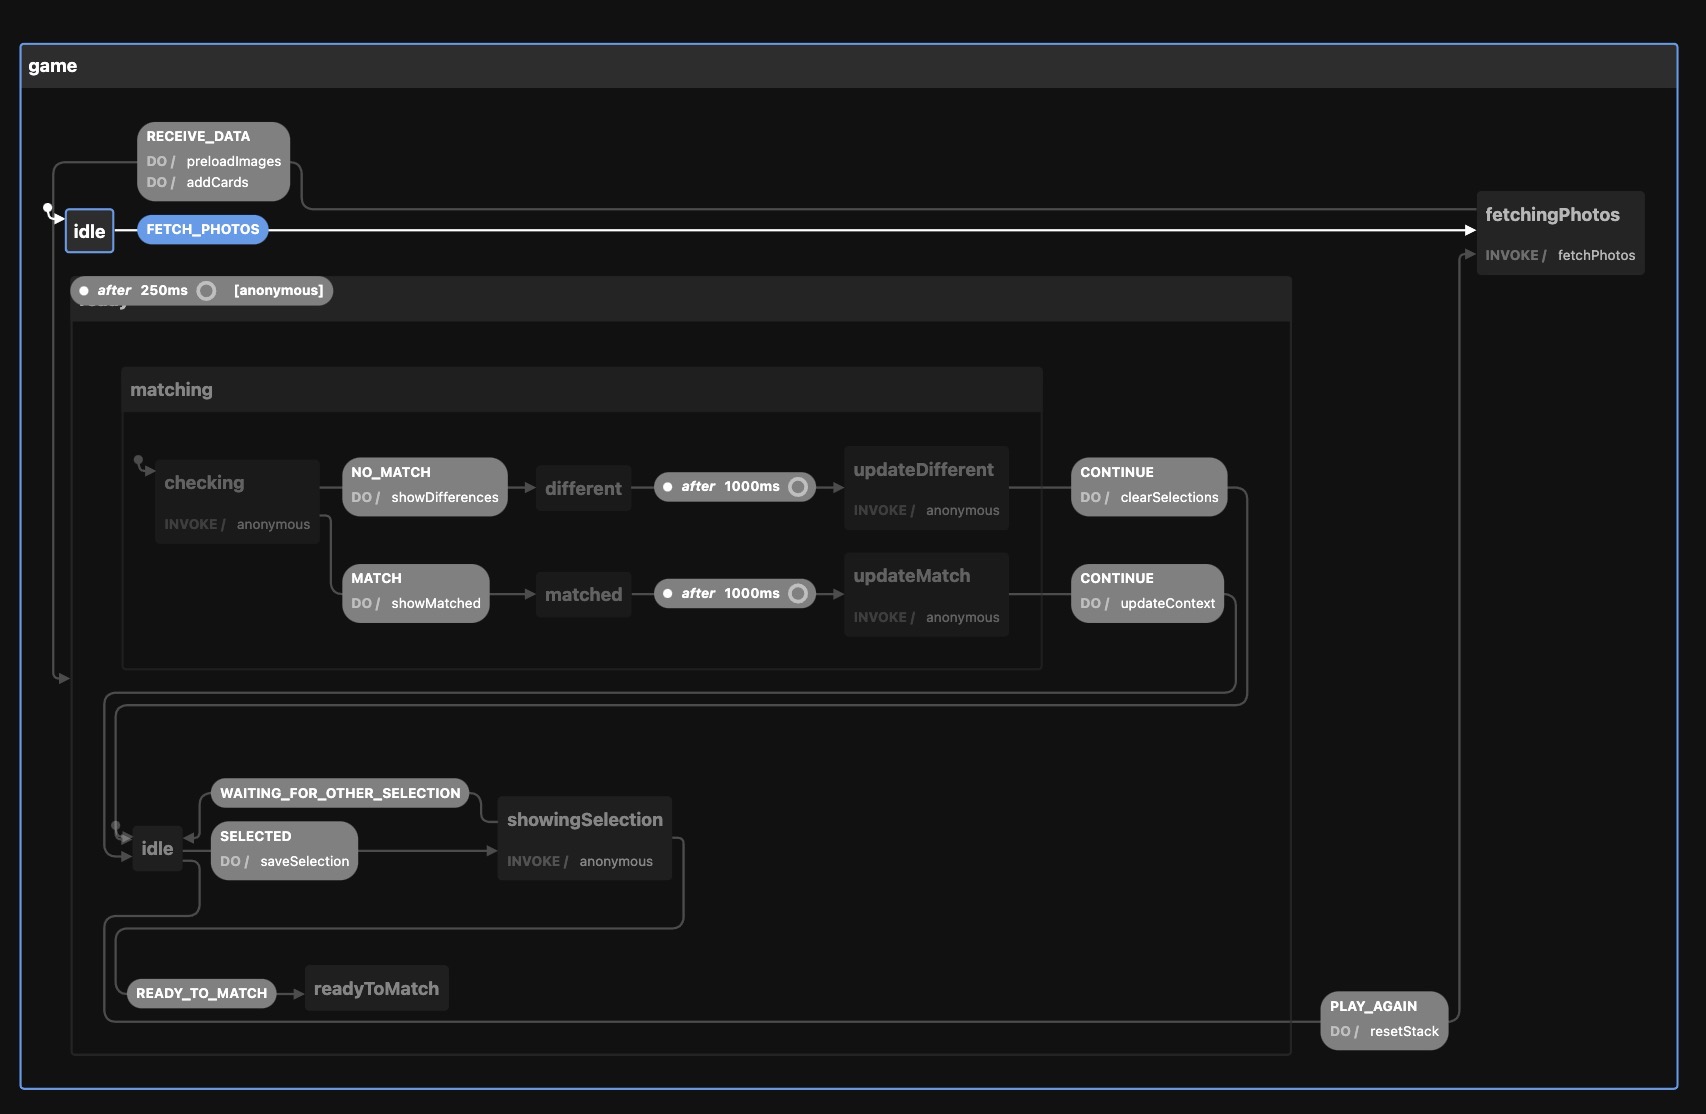 game
RECEIVE_DATA
DO / preloadImages
DO / addCards
idle
FETCH_PHOTOS
fetchingPhotos
INVOKE / fetchPhotos
after 250ms [anonymous]
matching
checking
INVOKE / anonymous
NO_MATCH
DO / showDifferences
different
after 1000ms
updateDifferent
INVOKE / anonymous
CONTINUE
DO / clearSelections
MATCH
DO / showMatched
matched
after 1000ms
updateMatch
INVOKE / anonymous
CONTINUE
DO / updateContext
WAITING_FOR_OTHER_SELECTION
idle
SELECTED
DO / saveSelection
showingSelection
INVOKE / anonymous
READY_TO_MATCH
readyToMatch
PLAY_AGAIN
DO / resetStack